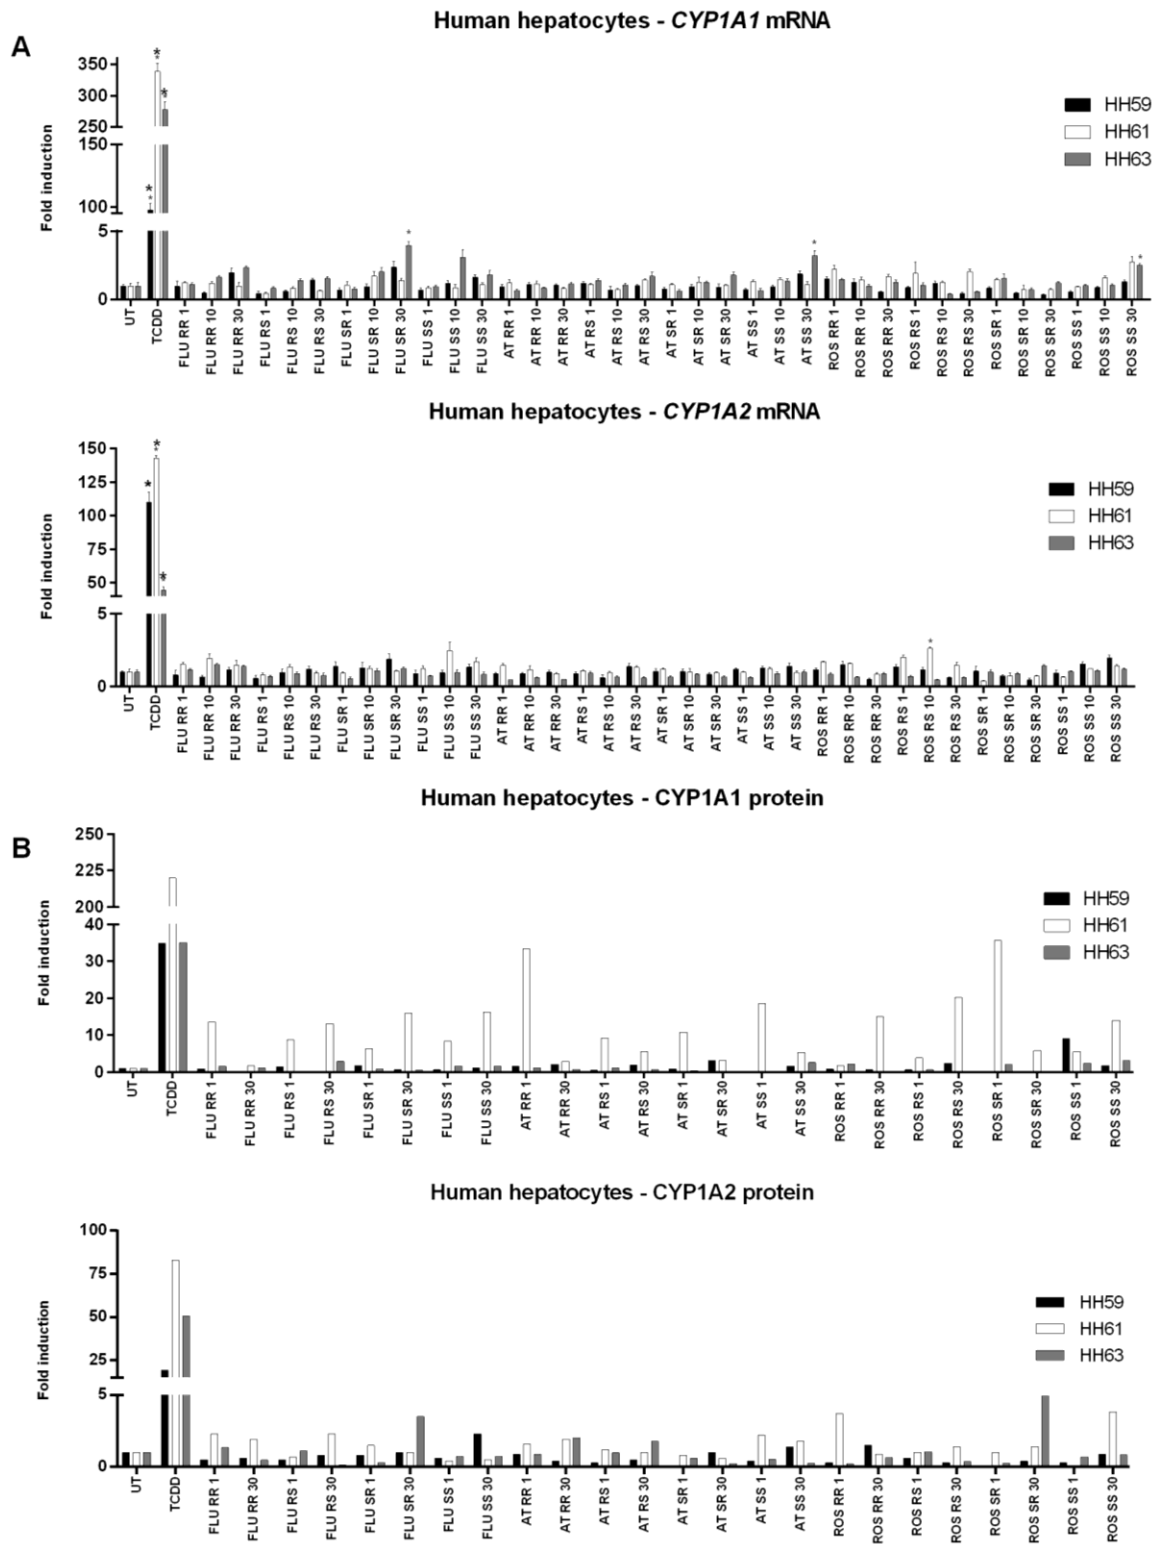 Human hepatocytes - CYP1A1 mRNA
A
Fold induction
350
300
250
150
100
5
0
* * * * * * * * *
HH59
HH61
HH63
UT TCDD FLU RR 1 FLU RR 10 FLU RR 30 FLU RS 1 FLU RS 10 FLU RS 30 FLU SR 1 FLU SR 10 FLU SR 30 FLU SS 1 FLU SS 10 FLU SS 30 AT RR 1 AT RR 10 AT RR 30 AT RS 1 AT RS 10 AT RS 30 AT SR 1 AT SR 10 AT SR 30 AT SS 1 AT SS 10 AT SS 30 ROS RR 1 ROS RR 10 ROS RR 30 ROS RS 1 ROS RS 10 ROS RS 30 ROS SR 1 ROS SR 10 ROS SR 30 ROS SS 1 ROS SS 10 ROS SS 30
Human hepatocytes - CYP1A2 mRNA
Fold induction
150
125
100
75
50
5
0
* * * * * *
HH59
HH61
HH63
UT TCDD FLU RR 1 FLU RR 10 FLU RR 30 FLU RS 1 FLU RS 10 FLU RS 30 FLU SR 1 FLU SR 10 FLU SR 30 FLU SS 1 FLU SS 10 FLU SS 30 AT RR 1 AT RR 10 AT RR 30 AT RS 1 AT RS 10 AT RS 30 AT SR 1 AT SR 10 AT SR 30 AT SS 1 AT SS 10 AT SS 30 ROS RR 1 ROS RR 10 ROS RR 30 ROS RS 1 ROS RS 10 ROS RS 30 ROS SR 1 ROS SR 10 ROS SR 30 ROS SS 1 ROS SS 10 ROS SS 30
Human hepatocytes - CYP1A1 protein
B
Fold induction
250
225
200
40
30
20
10
0
HH59
HH61
HH63
UT TCDD FLU RR 1 FLU RR 30 FLU RS 1 FLU RS 30 FLU SR 1 FLU SR 30 FLU SS 1 FLU SS 30 AT RR 1 AT RR 30 AT RS 1 AT RS 30 AT SR 1 AT SR 30 AT SS 1 AT SS 30 ROS RR 1 ROS RR 30 ROS RS 1 ROS RS 30 ROS SR 1 ROS SR 30 ROS SS 1 ROS SS 30
Human hepatocytes - CYP1A2 protein
Fold induction
100
75
50
25
5
0
HH59
HH61
HH63
UT TCDD FLU RR 1 FLU RR 30 FLU RS 1 FLU RS 30 FLU SR 1 FLU SR 30 FLU SS 1 FLU SS 30 AT RR 1 AT RR 30 AT RS 1 AT RS 30 AT SR 1 AT SR 30 AT SS 1 AT SS 30 ROS RR 1 ROS RR 30 ROS RS 1 ROS RS 30 ROS SR 1 ROS SR 30 ROS SS 1 ROS SS 30